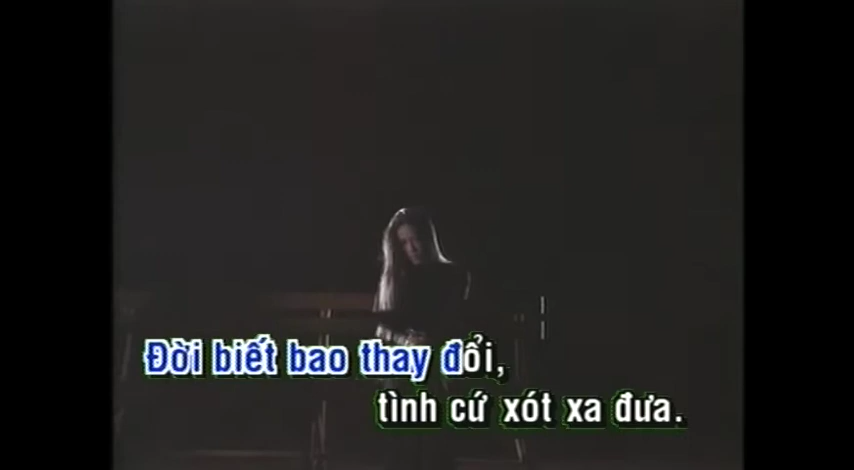 Đời biết bao thay đổi,
tình cứ xót xa đưa.